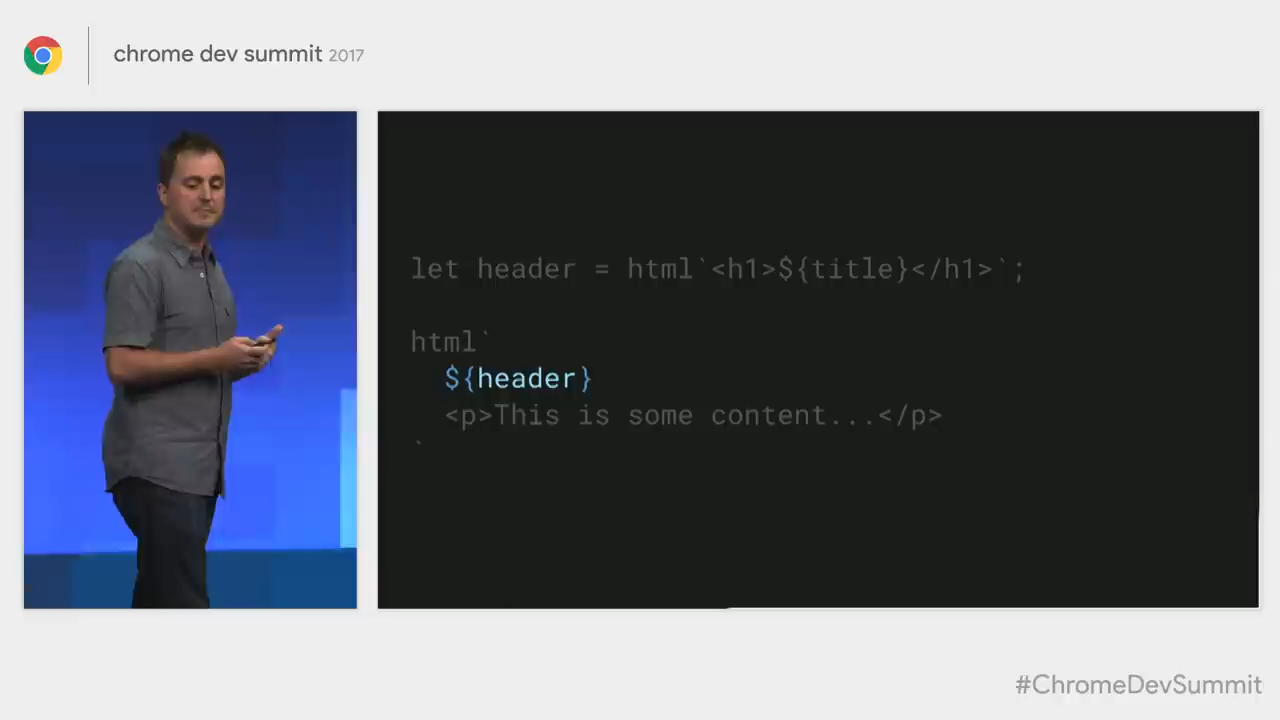 chrome dev summit 2017
let header = html`<h1>${title}</h1>`;
html`
${header}
<p>This is some content...</p>
`
#ChromeDevSummit